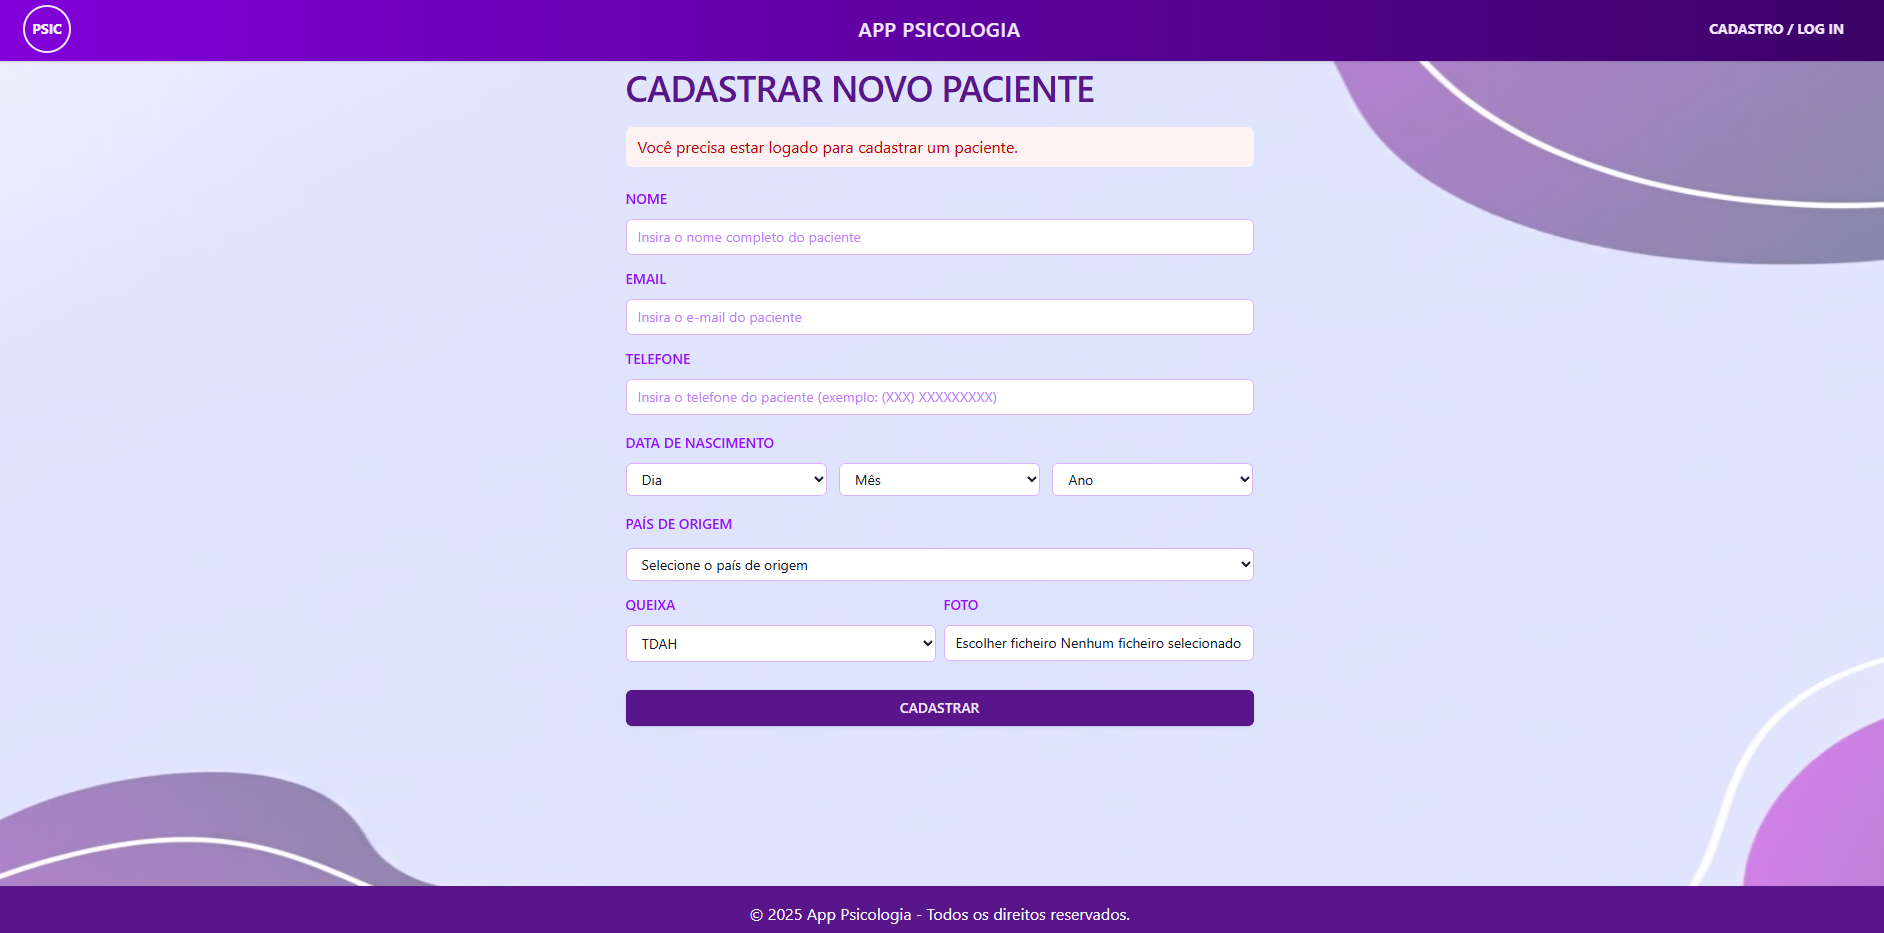 PSIC
APP PSICOLOGIA
CADASTRO / LOG IN
CADASTRAR NOVO PACIENTE
Você precisa estar logado para cadastrar um paciente.
NOME
Insira o nome completo do paciente
EMAIL
Insira o e-mail do paciente
TELEFONE
Insira o telefone do paciente (exemplo: (XXX) XXXXXXXXX)
DATA DE NASCIMENTO
Dia
Mês
Ano
PAÍS DE ORIGEM
Selecione o país de origem
QUEIXA
FOTO
TDAH
Escolher ficheiro Nenhum ficheiro selecionado
CADASTRAR
© 2025 App Psicologia - Todos os direitos reservados.